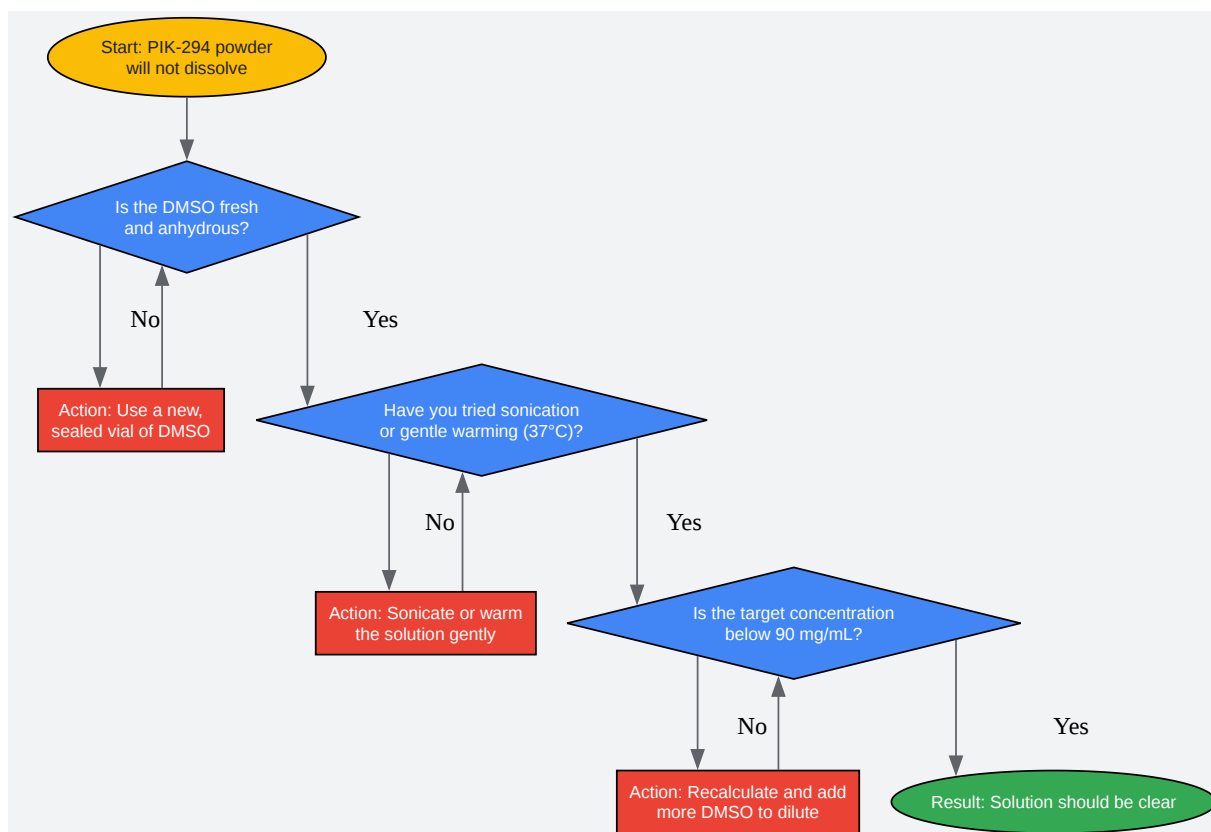 Start: PIK-294 powder
will not dissolve
Is the DMSO fresh
and anhydrous?
No
Yes
Action: Use a new,
sealed vial of DMSO
Have you tried sonication
or gentle warming (37°C)?
No
Yes
Action: Sonicate or warm
the solution gently
Is the target concentration
below 90 mg/mL?
No
Yes
Action: Recalculate and add
more DMSO to dilute
Result: Solution should be clear